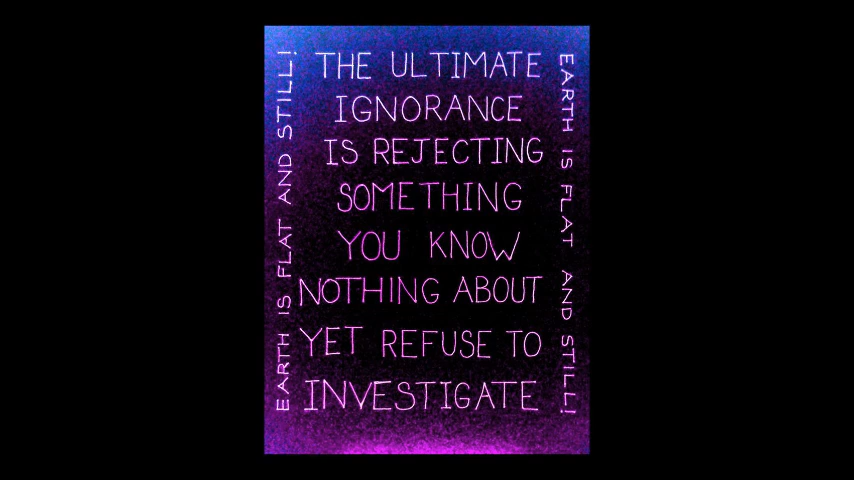 EARTH IS FLAT AND STILL!
THE ULTIMATE
IGNORANCE
IS REJECTING
SOMETHING
YOU KNOW
NOTHING ABOUT
YET REFUSE TO
INVESTIGATE
EARTH IS FLAT AND STILL!